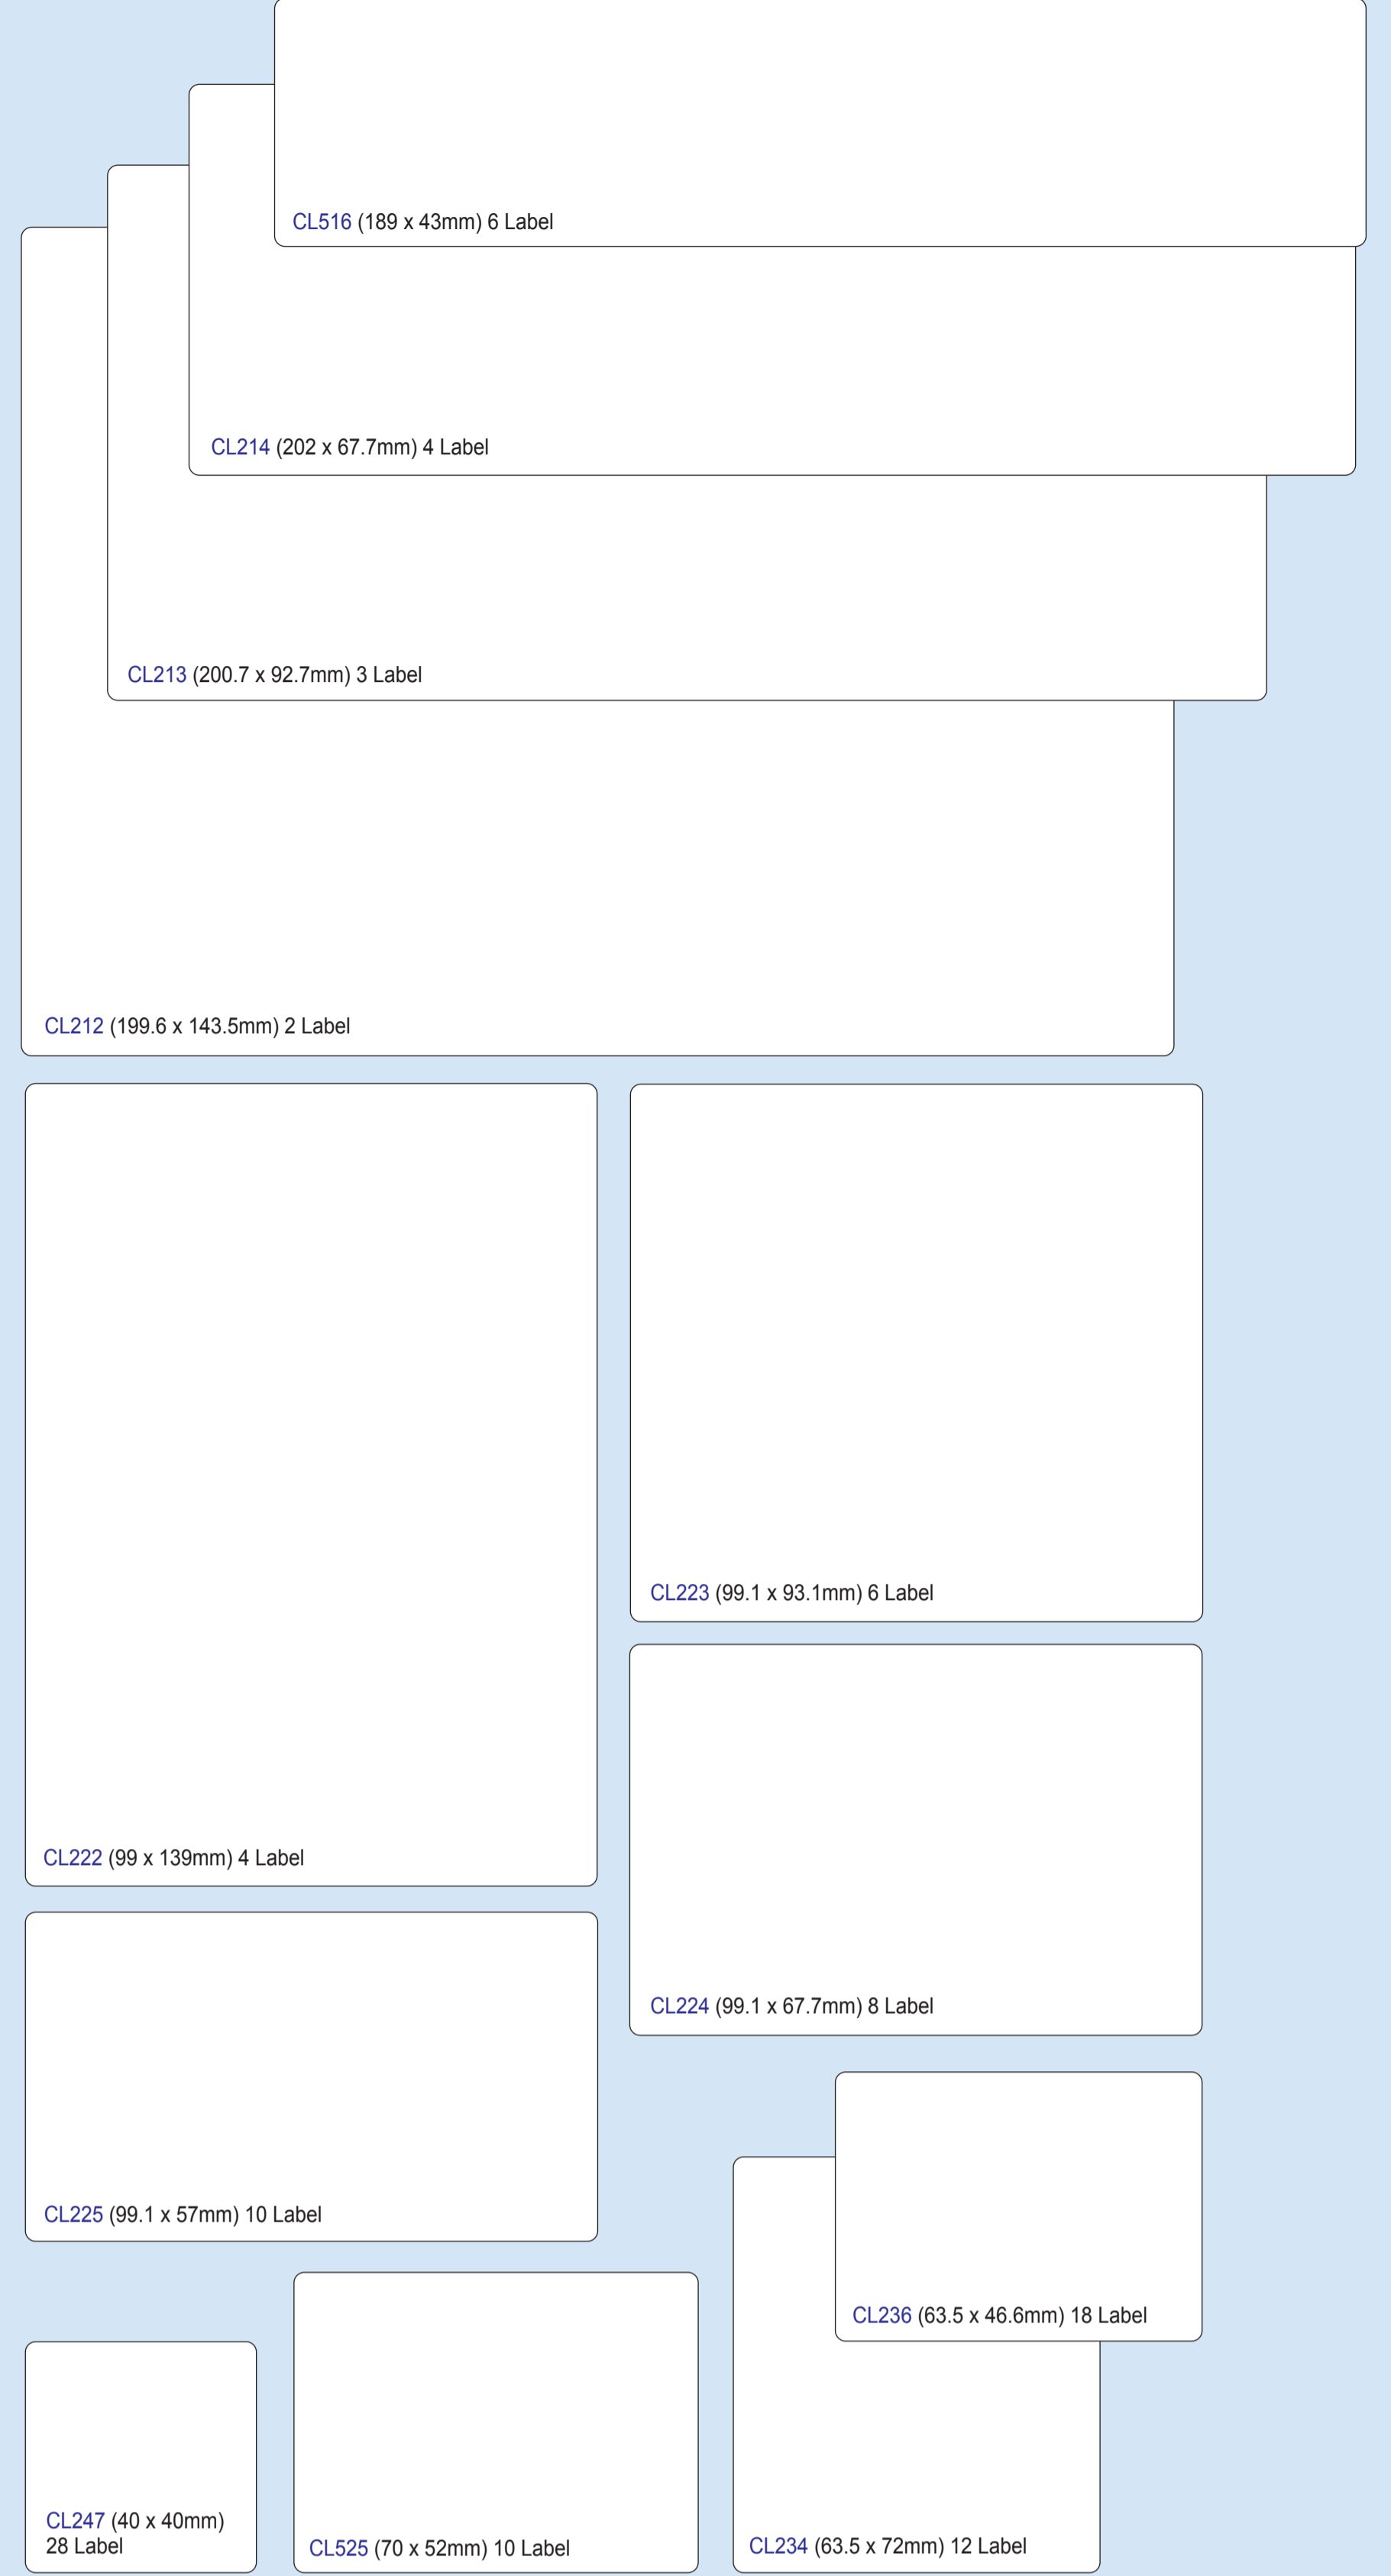 CL516 (189 x 43mm) 6 Label
CL214 (202 x 67.7mm) 4 Label
CL213 (200.7 x 92.7mm) 3 Label
CL212 (199.6 x 143.5mm) 2 Label
CL223 (99.1 x 93.1mm) 6 Label
CL222 (99 x 139mm) 4 Label
CL224 (99.1 x 67.7mm) 8 Label
CL225 (99.1 x 57mm) 10 Label
CL236 (63.5 x 46.6mm) 18 Label
CL247 (40 x 40mm)
28 Label
CL525 (70 x 52mm) 10 Label
CL234 (63.5 x 72mm) 12 Label